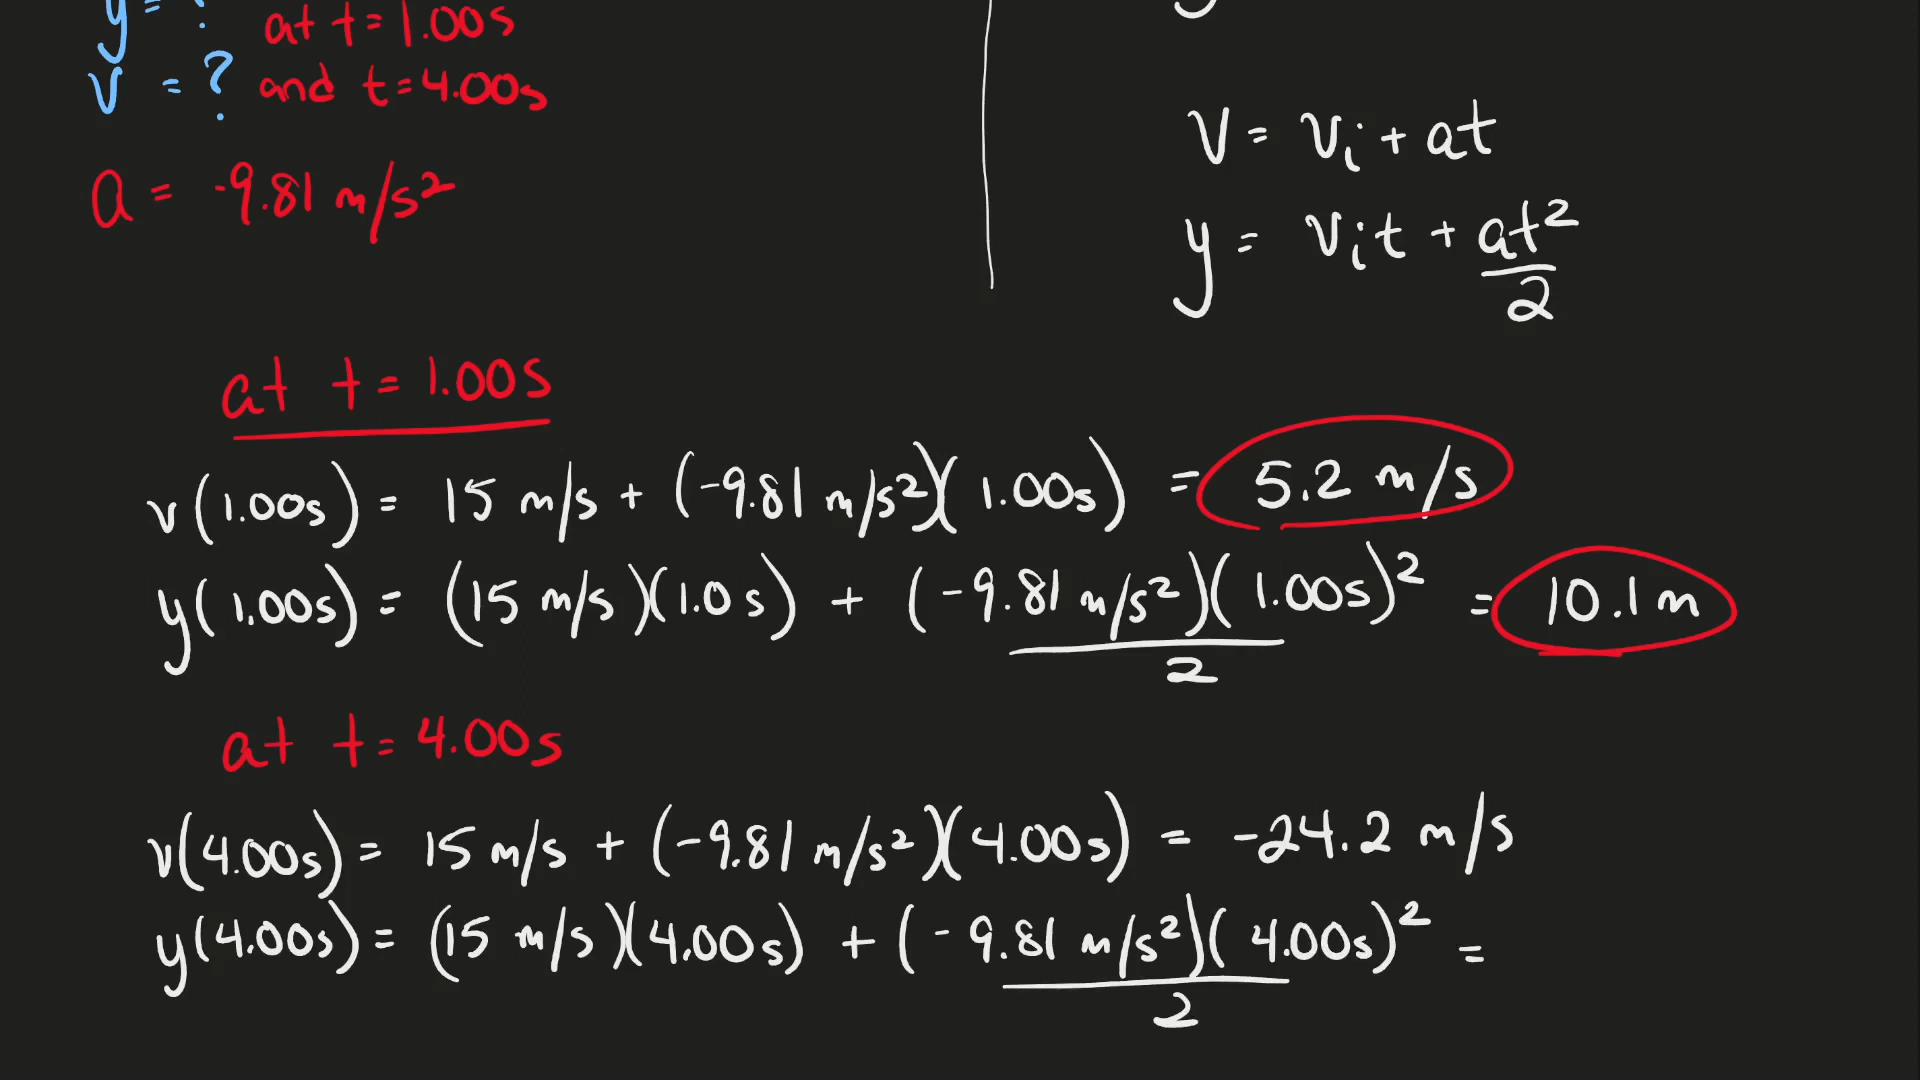 y = ? at t = 1.00s
v = ? and t = 4.00s
a = -9.81 m/s²
v = vᵢ + at
y = vᵢt + at²/2
at t = 1.00s
v(1.00s) = 15 m/s + (-9.81 m/s²)(1.00s) = 5.2 m/s
y(1.00s) = (15 m/s)(1.0s) + (-9.81 m/s²)(1.00s)²/2 = 10.1 m
at t = 4.00s
v(4.00s) = 15 m/s + (-9.81 m/s²)(4.00s) = -24.2 m/s
y(4.00s) = (15 m/s)(4.00s) + (-9.81 m/s²)(4.00s)²/2 =